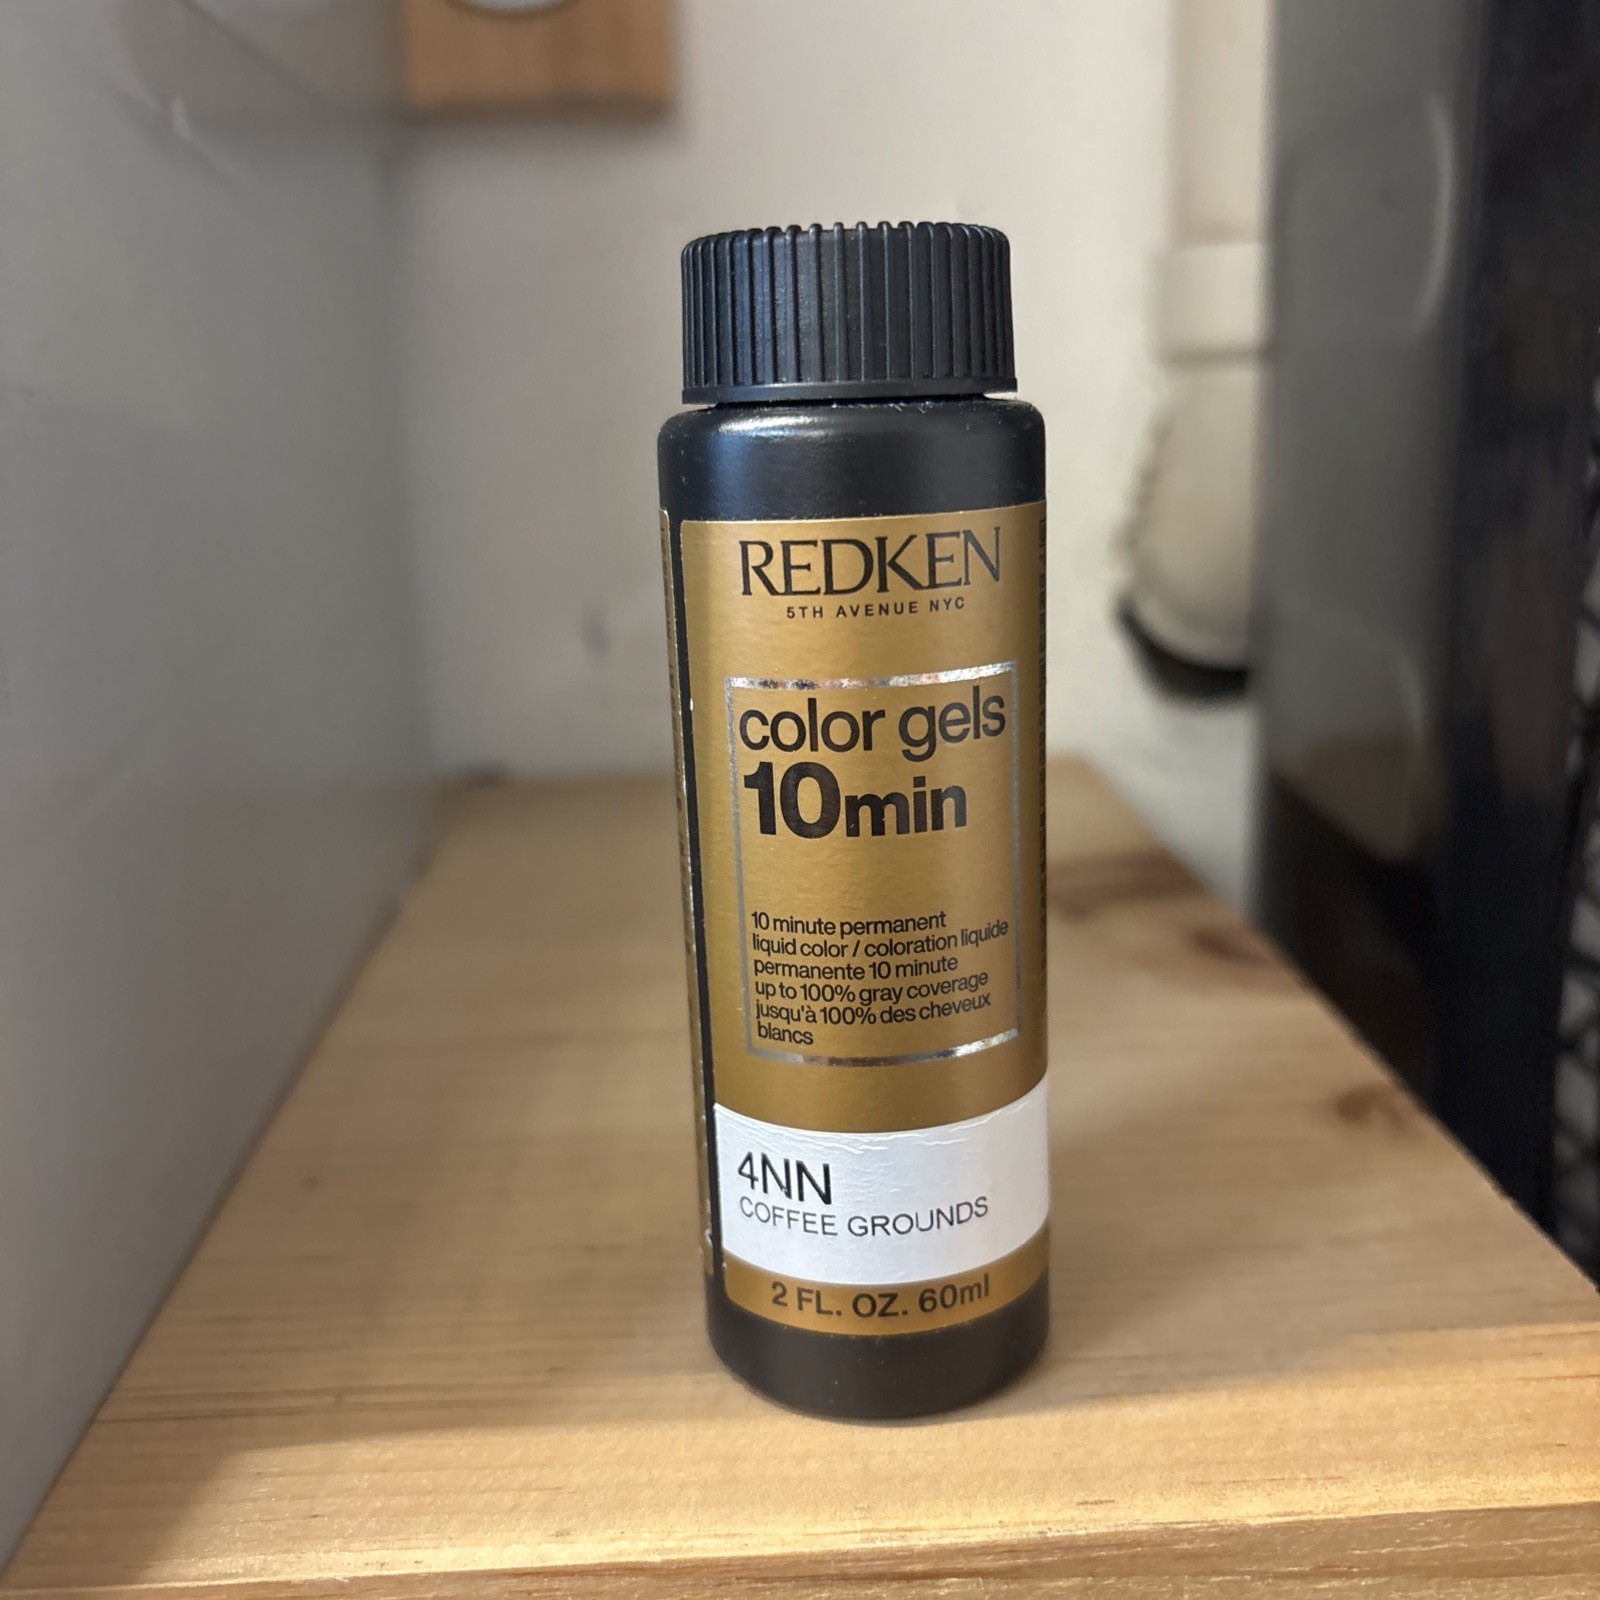 REDKEN
5TH AVENUE NYC
color gels
10min
10 minute permanent
liquid color / coloration liquide
permanente 10 minute
up to 100% gray coverage
jusqu'à 100% des cheveux
blancs
4NN
COFFEE GROUNDS
2 FL. OZ. 60ml